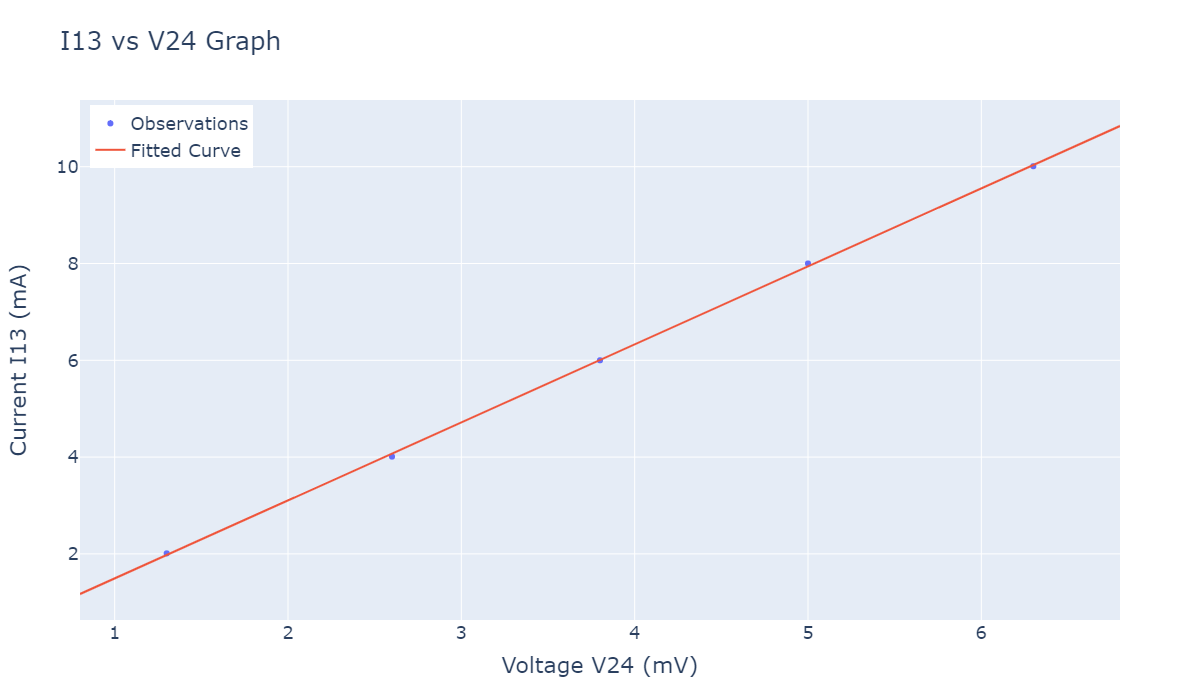 I13 vs V24 Graph
Observations
Fitted Curve
10
8
6
4
2
Current I13 (mA)
1 2 3 4 5 6
Voltage V24 (mV)